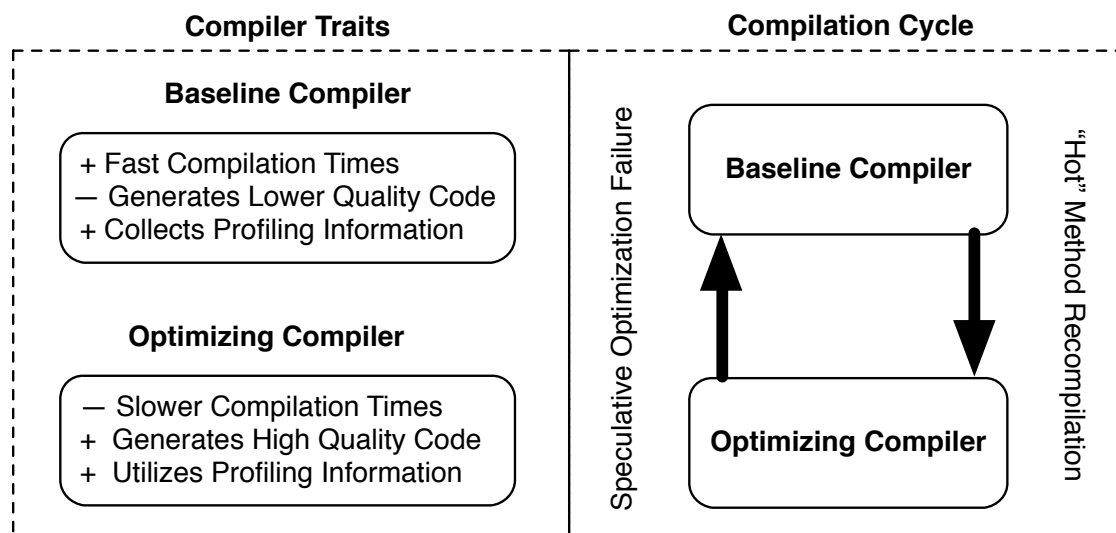 Compiler Traits
Baseline Compiler
+ Fast Compilation Times
— Generates Lower Quality Code
+ Collects Profiling Information
Optimizing Compiler
— Slower Compilation Times
+ Generates High Quality Code
+ Utilizes Profiling Information
Compilation Cycle
Speculative Optimization Failure
Baseline Compiler
Optimizing Compiler
“Hot” Method Recompilation